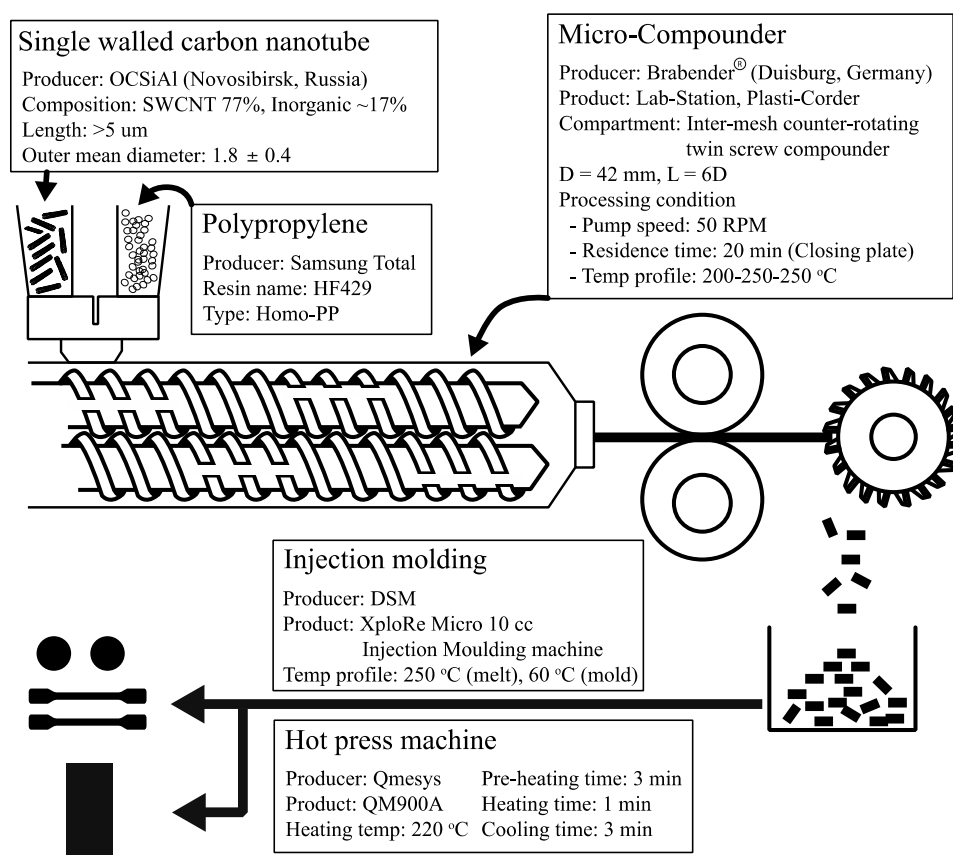 Single walled carbon nanotube
Producer: OCSiAl (Novosibirsk, Russia)
Composition: SWCNT 77%, Inorganic ~17%
Length: >5 um
Outer mean diameter: 1.8 ± 0.4
Polypropylene
Producer: Samsung Total
Resin name: HF429
Type: Homo-PP
Micro-Compounder
Producer: Brabender® (Duisburg, Germany)
Product: Lab-Station, Plasti-Corder
Compartment: Inter-mesh counter-rotating
twin screw compounder
D = 42 mm, L = 6D
Processing condition
- Pump speed: 50 RPM
- Residence time: 20 min (Closing plate)
- Temp profile: 200-250-250 °C
Injection molding
Producer: DSM
Product: XploRe Micro 10 cc
Injection Moulding machine
Temp profile: 250 °C (melt), 60 °C (mold)
Hot press machine
Producer: Qmesys Pre-heating time: 3 min
Product: QM900A Heating time: 1 min
Heating temp: 220 °C Cooling time: 3 min